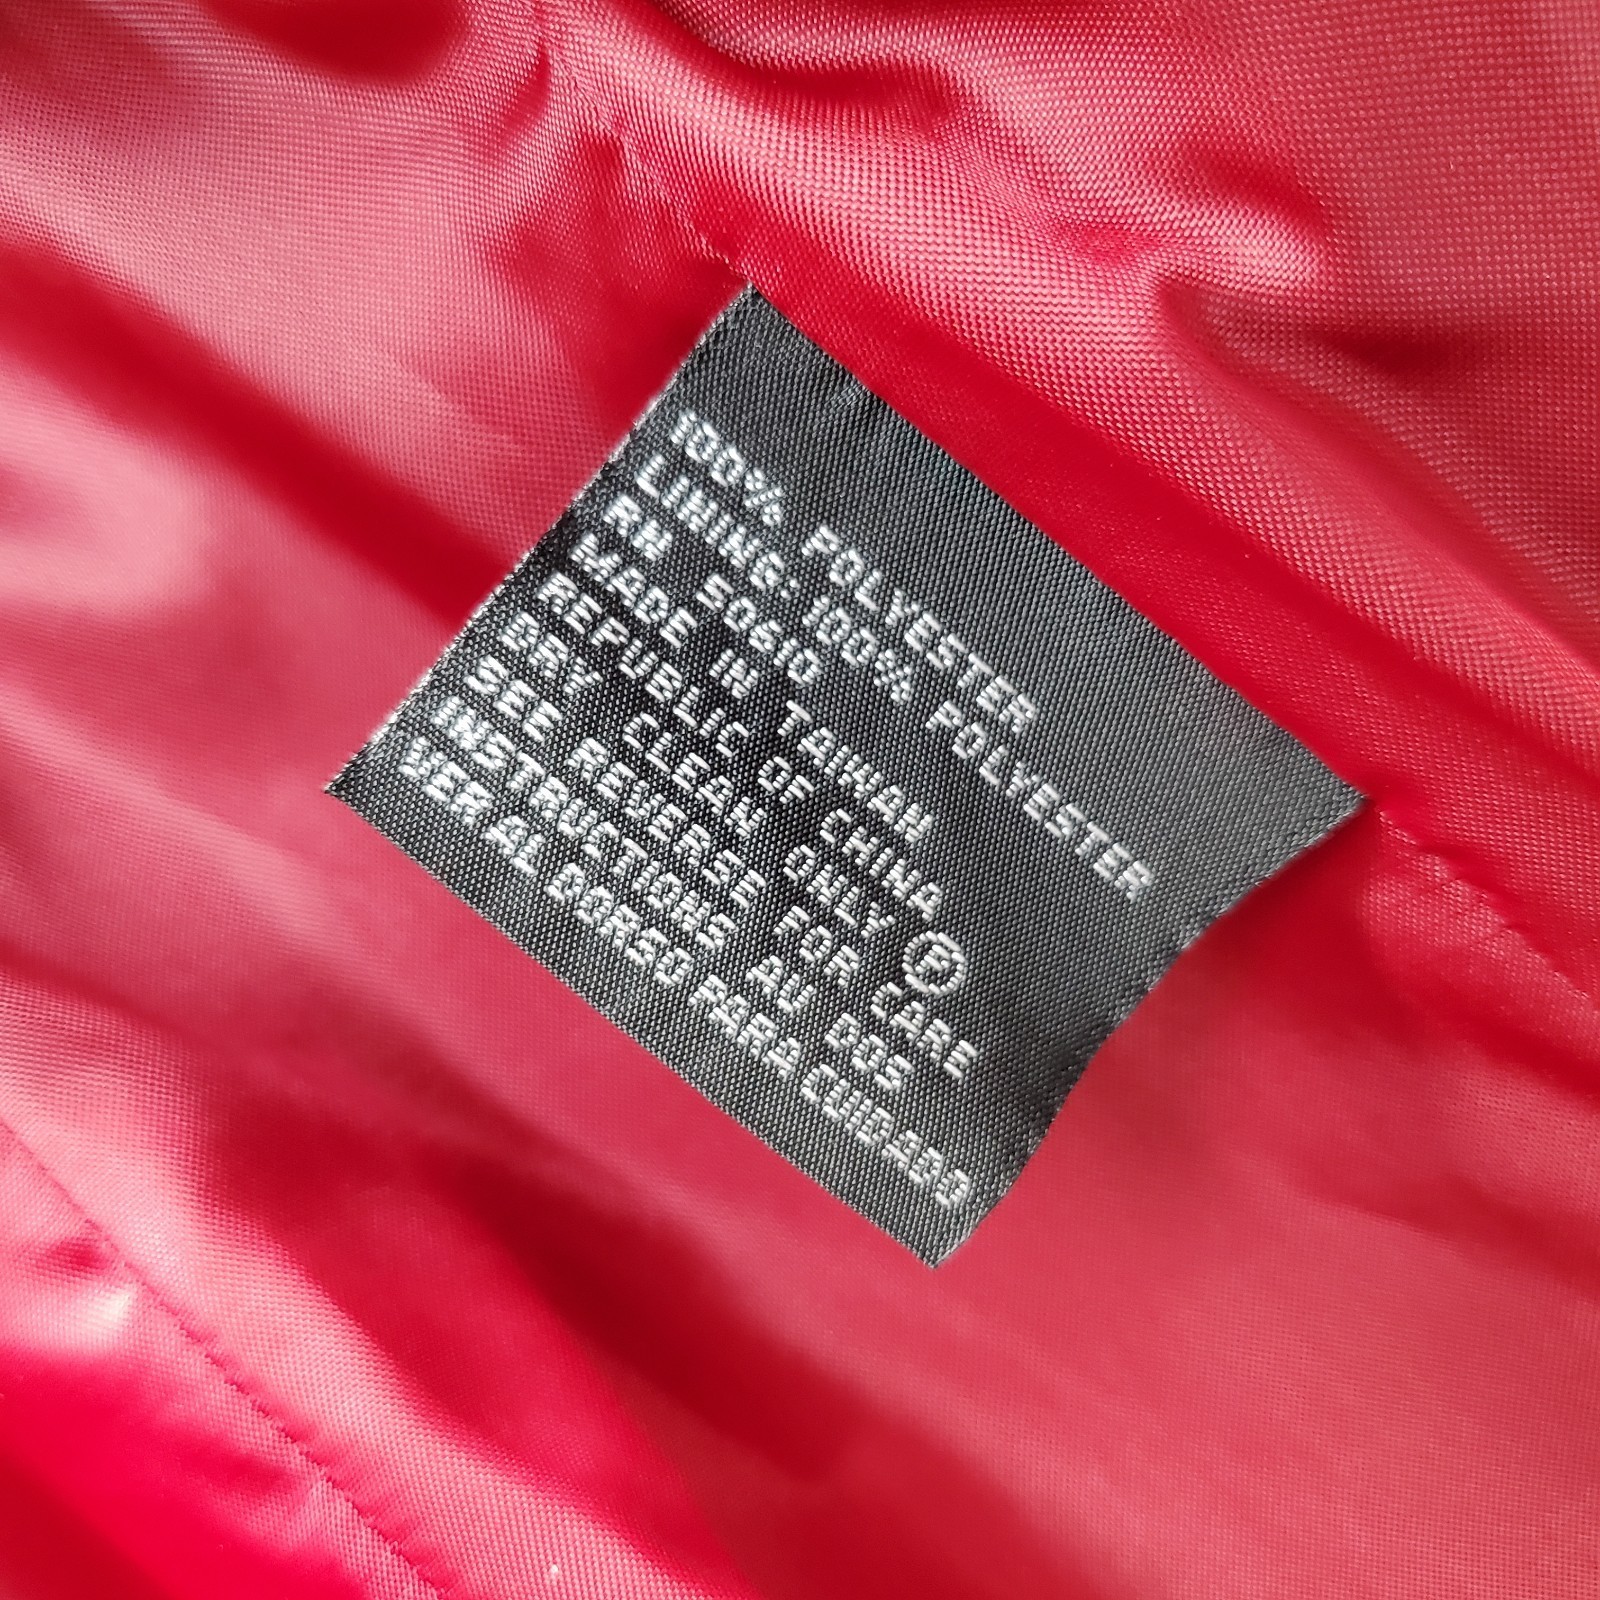 100% POLYESTER
LINING: 100% POLYESTER
RN 50610
MADE IN TAIWAN
REPUBLIC OF CHINA
DRY CLEAN ONLY Ⓟ
SEE REVERSE FOR CARE
INSTRUCTIONS AU DOS
VER AL DORSO PARA CUIDADO